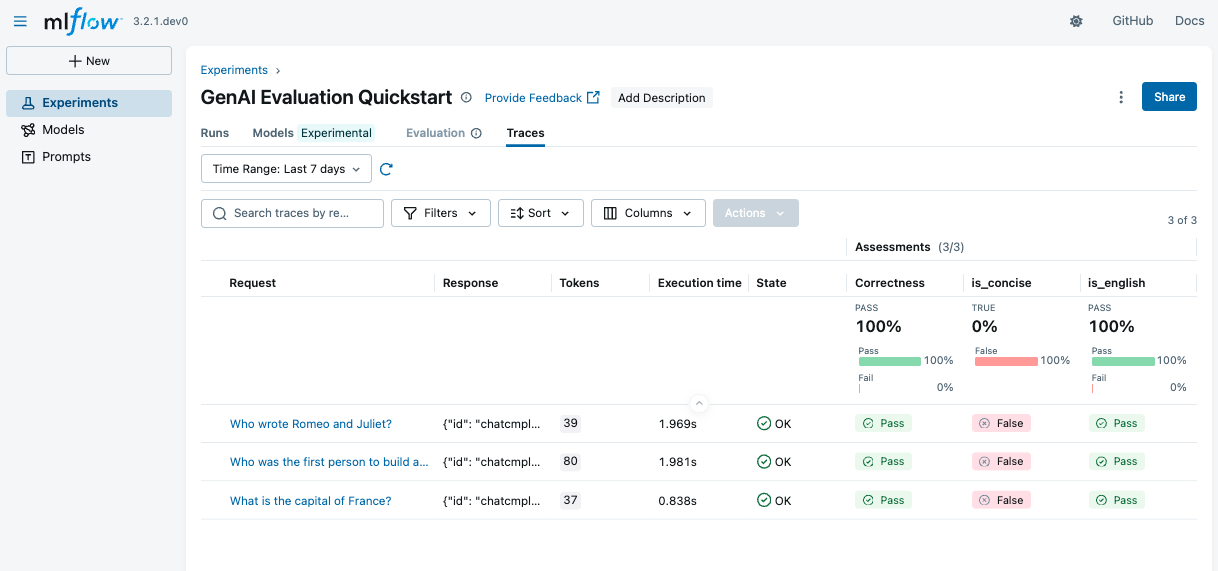 mlflow 3.2.1.dev0 GitHub Docs
New
Experiments
Models
Prompts
Experiments ›
GenAI Evaluation Quickstart Provide Feedback Add Description Share
Runs Models Experimental Evaluation Traces
Time Range: Last 7 days
Search traces by re... Filters Sort Columns Actions
3 of 3
Assessments (3/3)
Request Response Tokens Execution time State Correctness is_concise is_english
PASS TRUE PASS
100% 0% 100%
Pass 100% False 100% Pass 100%
Fail 0% Fail 0%
Who wrote Romeo and Juliet? {"id": "chatcmpl... 39 1.969s OK Pass False Pass
Who was the first person to build a... {"id": "chatcmpl... 80 1.981s OK Pass False Pass
What is the capital of France? {"id": "chatcmpl... 37 0.838s OK Pass False Pass